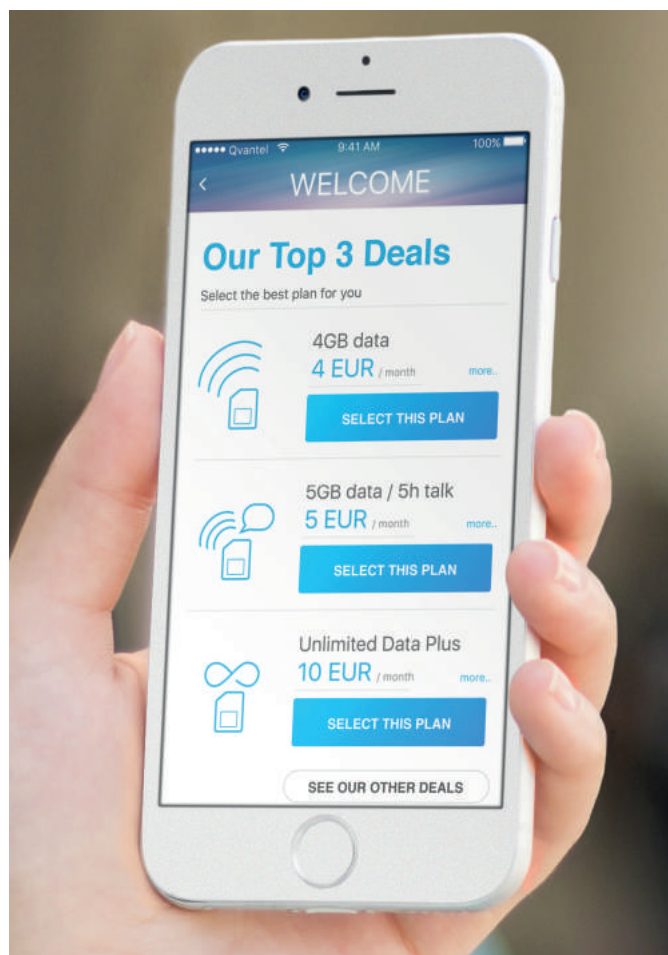 Qvantel
9:41 AM
100%
WELCOME
Our Top 3 Deals
Select the best plan for you
4GB data
4 EUR / month
more..
SELECT THIS PLAN
5GB data / 5h talk
5 EUR / month
more..
SELECT THIS PLAN
Unlimited Data Plus
10 EUR / month
more..
SELECT THIS PLAN
SEE OUR OTHER DEALS